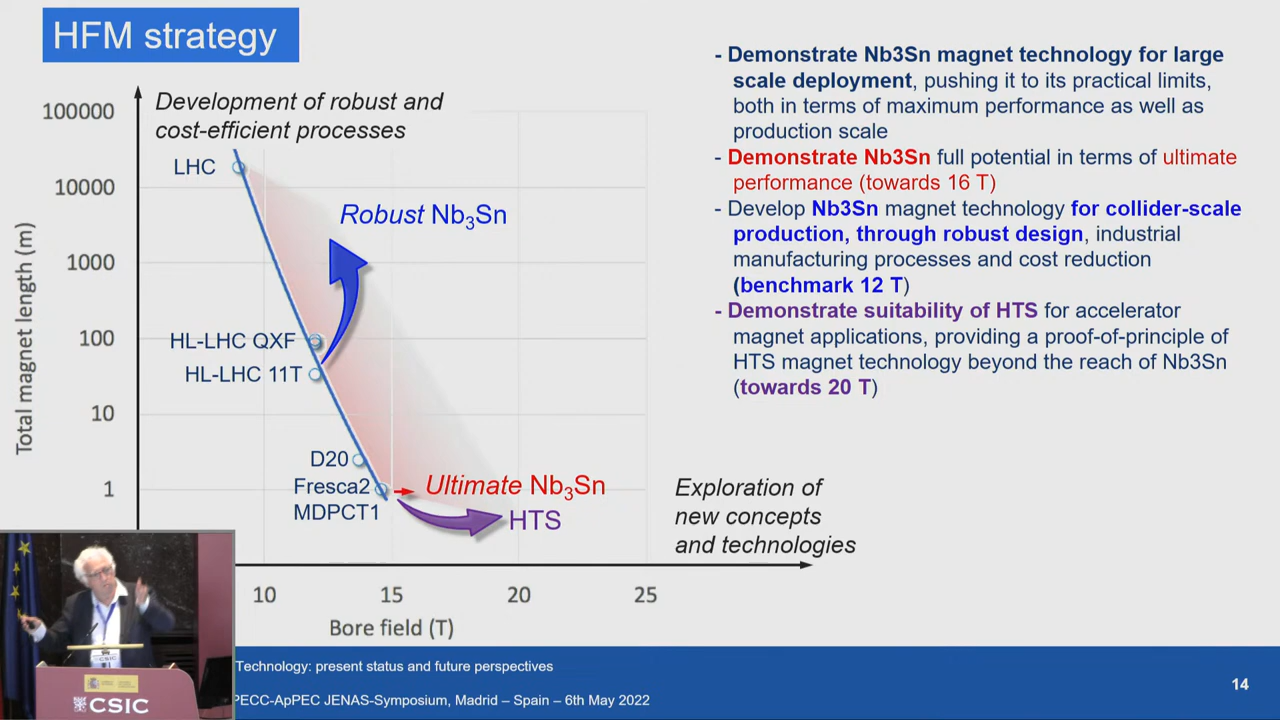 HFM strategy
Development of robust and
cost-efficient processes
100000
10000
1000
100
10
1
Total magnet length (m)
LHC
Robust Nb₃Sn
HL-LHC QXF
HL-LHC 11T
D20
Fresca2
MDPCT1
Ultimate Nb₃Sn
HTS
Exploration of
new concepts
and technologies
10 15 20 25
Bore field (T)
- Demonstrate Nb3Sn magnet technology for large
scale deployment, pushing it to its practical limits,
both in terms of maximum performance as well as
production scale
- Demonstrate Nb3Sn full potential in terms of ultimate
performance (towards 16 T)
- Develop Nb3Sn magnet technology for collider-scale
production, through robust design, industrial
manufacturing processes and cost reduction
(benchmark 12 T)
- Demonstrate suitability of HTS for accelerator
magnet applications, providing a proof-of-principle of
HTS magnet technology beyond the reach of Nb3Sn
(towards 20 T)
Technology: present status and future perspectives
PECC-ApPEC JENAS-Symposium, Madrid – Spain – 6th May 2022
14
CSIC
CSIC